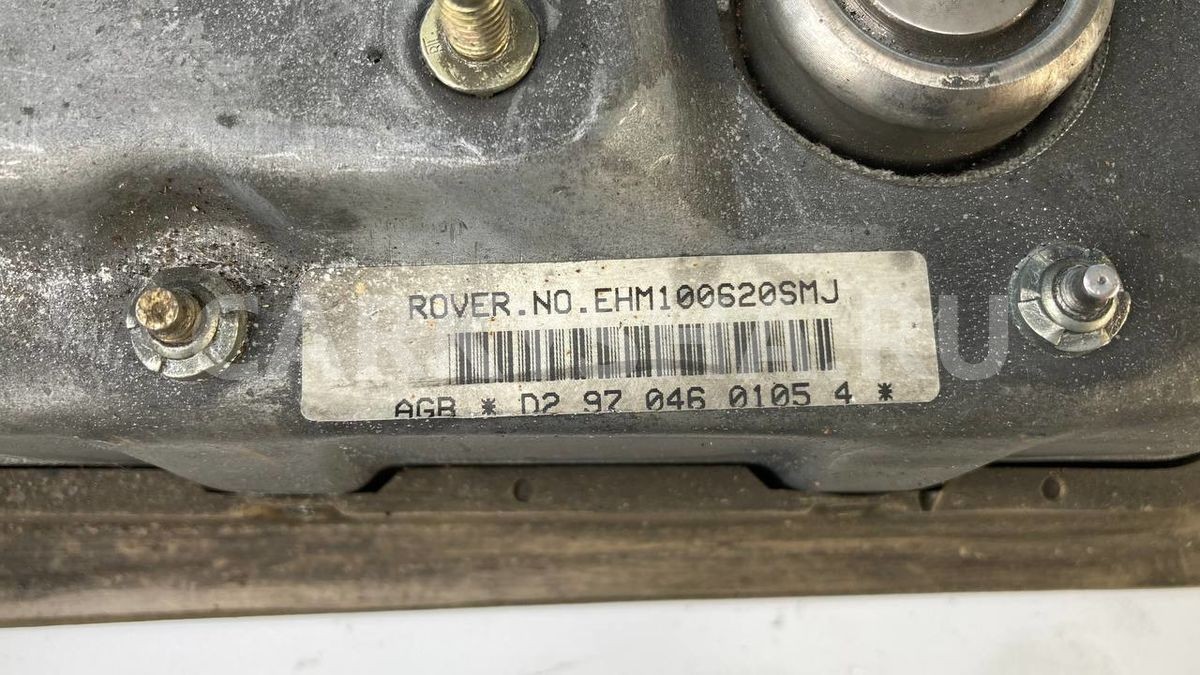 ROVER.NO.EHM100620SMJ
AGB * D2 97 046 0105 4 *